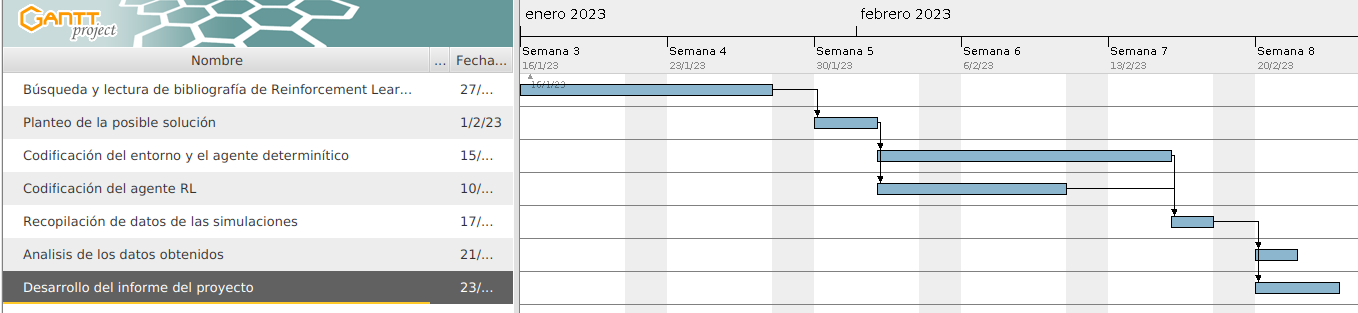 GANTT
project
enero 2023
febrero 2023
Nombre ... Fecha...
Semana 3 Semana 4 Semana 5 Semana 6 Semana 7 Semana 8
16/1/23 23/1/23 30/1/23 6/2/23 13/2/23 20/2/23
16/1/23
Búsqueda y lectura de bibliografía de Reinforcement Lear... 27/...
Planteo de la posible solución 1/2/23
Codificación del entorno y el agente determinítico 15/...
Codificación del agente RL 10/...
Recopilación de datos de las simulaciones 17/...
Analisis de los datos obtenidos 21/...
Desarrollo del informe del proyecto 23/...